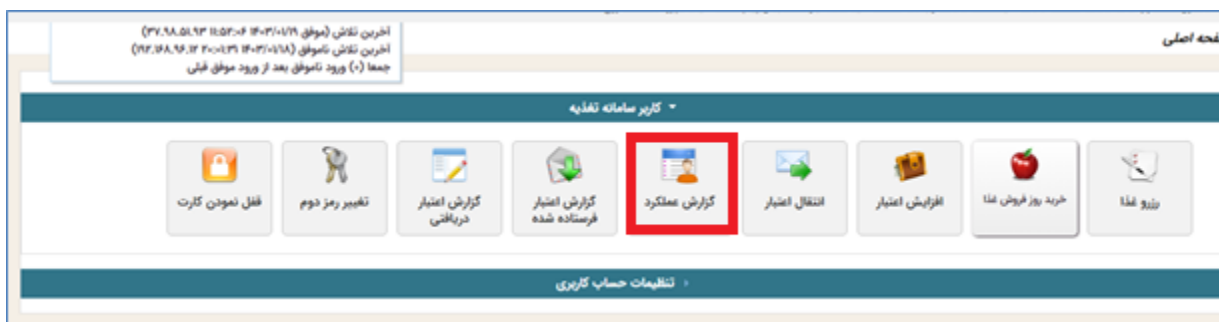 آخرین تلاش (موفق ۱۴۰۳/۰۱/۱۹ ۱۱:۵۲:۰۶ ۳۷.۹۸.۵۱.۹۳)
آخرین تلاش ناموفق (۱۴۰۳/۰۱/۱۸ ۲۰:۰۱:۳۹ ۱۹۲.۱۶۸.۹۶.۱۲)
جمعا (۰) ورود ناموفق بعد از ورود موفق قبلی
فحه اصلی
کاربر سامانه تغذیه
رزرو غذا
خرید روز فروش غذا
افزایش اعتبار
انتقال اعتبار
گزارش عملکرد
گزارش اعتبار
فرستاده شده
گزارش اعتبار
دریافتی
تغییر رمز دوم
قفل نمودن کارت
تنظیمات حساب کاربری